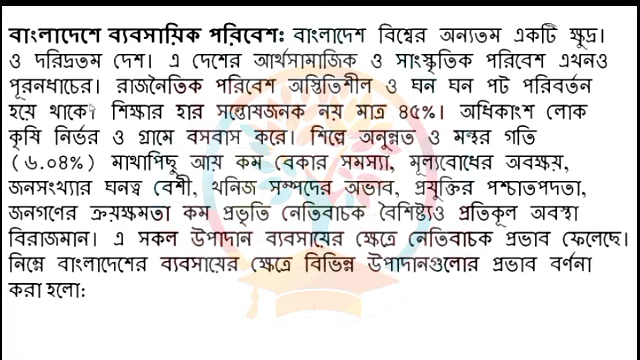 বাংলাদেশে ব্যবসায়িক পরিবেশঃ বাংলাদেশ বিশ্বের অন্যতম একটি ক্ষুদ্র।
ও দরিদ্রতম দেশ। এ দেশের আর্থসামাজিক ও সাংস্কৃতিক পরিবেশ এখনও
পূরনধাচের। রাজনৈতিক পরিবেশ অস্তিতিশীল ও ঘন ঘন পট পরিবর্তন
হয়ে থাকে। শিক্ষার হার সন্তোষজনক নয় মাত্র ৪৫%। অধিকাংশ লোক
কৃষি নির্ভর ও গ্রামে বসবাস করে। শিল্পে অনুন্নত ও মন্থর গতি
(৬.০৪%) মাথাপিছু আয় কম বেকার সমস্যা, মূল্যবোধের অবক্ষয়,
জনসংখ্যার ঘনত্ব বেশী, খনিজ সম্পদের অভাব, প্রযুক্তির পশ্চাতপদতা,
জনগণের ক্রয়ক্ষমতা কম প্রভৃতি নেতিবাচক বৈশিষ্ট্যও প্রতিকূল অবস্থা
বিরাজমান। এ সকল উপাদান ব্যবসায়ের ক্ষেত্রে নেতিবাচক প্রভাব ফেলেছে।
নিম্নে বাংলাদেশের ব্যবসায়ের ক্ষেত্রে বিভিন্ন উপাদানগুলোর প্রভাব বর্ণনা
করা হলো: